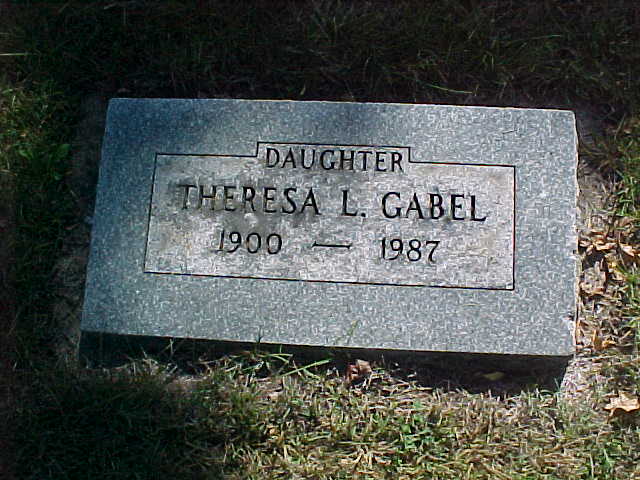 DAUGHTER
THERESA L. GABEL
1900 — 1987